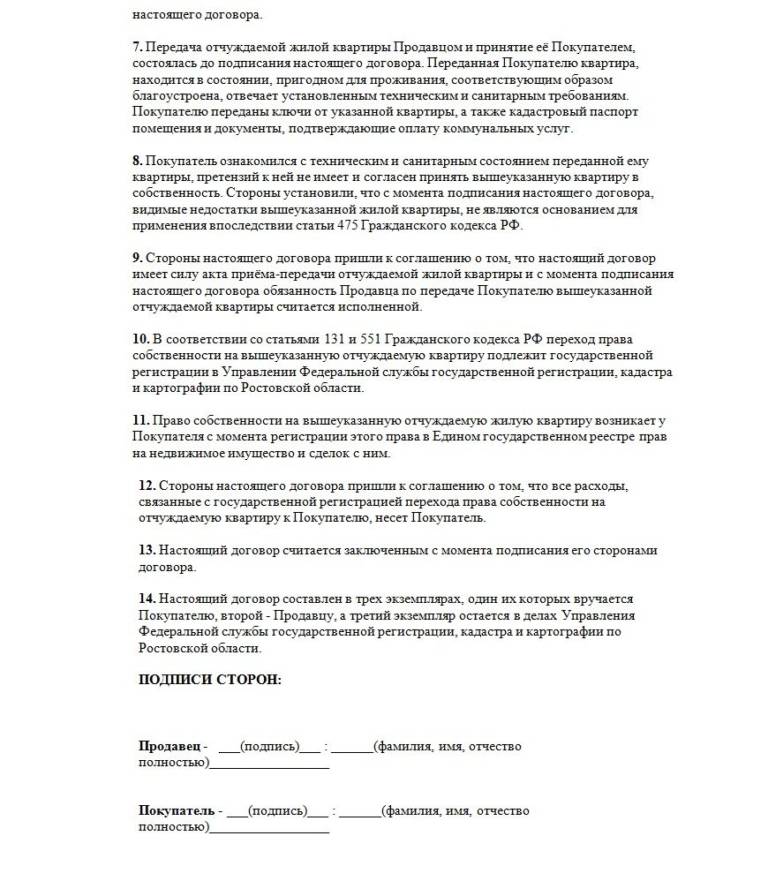 настоящего договора.
7. Передача отчуждаемой жилой квартиры Продавцом и принятие её Покупателем,
состоялась до подписания настоящего договора. Переданная Покупателю квартира,
находится в состоянии, пригодном для проживания, соответствующим образом
благоустроена, отвечает установленным техническим и санитарным требованиям.
Покупателю переданы ключи от указанной квартиры, а также кадастровый паспорт
помещения и документы, подтверждающие оплату коммунальных услуг.
8. Покупатель ознакомился с техническим и санитарным состоянием переданной ему
квартиры, претензий к ней не имеет и согласен принять вышеуказанную квартиру в
собственность. Стороны установили, что с момента подписания настоящего договора,
видимые недостатки вышеуказанной жилой квартиры, не являются основанием для
применения впоследствии статьи 475 Гражданского кодекса РФ.
9. Стороны настоящего договора пришли к соглашению о том, что настоящий договор
имеет силу акта приёма-передачи отчуждаемой жилой квартиры и с момента подписания
настоящего договора обязанность Продавца по передаче Покупателю вышеуказанной
отчуждаемой квартиры считается исполненной.
10. В соответствии со статьями 131 и 551 Гражданского кодекса РФ переход права
собственности на вышеуказанную отчуждаемую квартиру подлежит государственной
регистрации в Управлении Федеральной службы государственной регистрации, кадастра
и картографии по Ростовской области.
11. Право собственности на вышеуказанную отчуждаемую жилую квартиру возникает у
Покупателя с момента регистрации этого права в Едином государственном реестре прав
на недвижимое имущество и сделок с ним.
12. Стороны настоящего договора пришли к соглашению о том, что все расходы,
связанные с государственной регистрацией перехода права собственности на
отчуждаемую квартиру к Покупателю, несет Покупатель.
13. Настоящий договор считается заключенным с момента подписания его сторонами
договора.
14. Настоящий договор составлен в трех экземплярах, один их которых вручается
Покупателю, второй - Продавцу, а третий экземпляр остается в делах Управления
Федеральной службы государственной регистрации, кадастра и картографии по
Ростовской области.
ПОДПИСИ СТОРОН:
Продавец - ___(подпись)___ : ______(фамилия, имя, отчество
полностью)_________________
Покупатель - ___(подпись)___ : ______(фамилия, имя, отчество
полностью)_________________